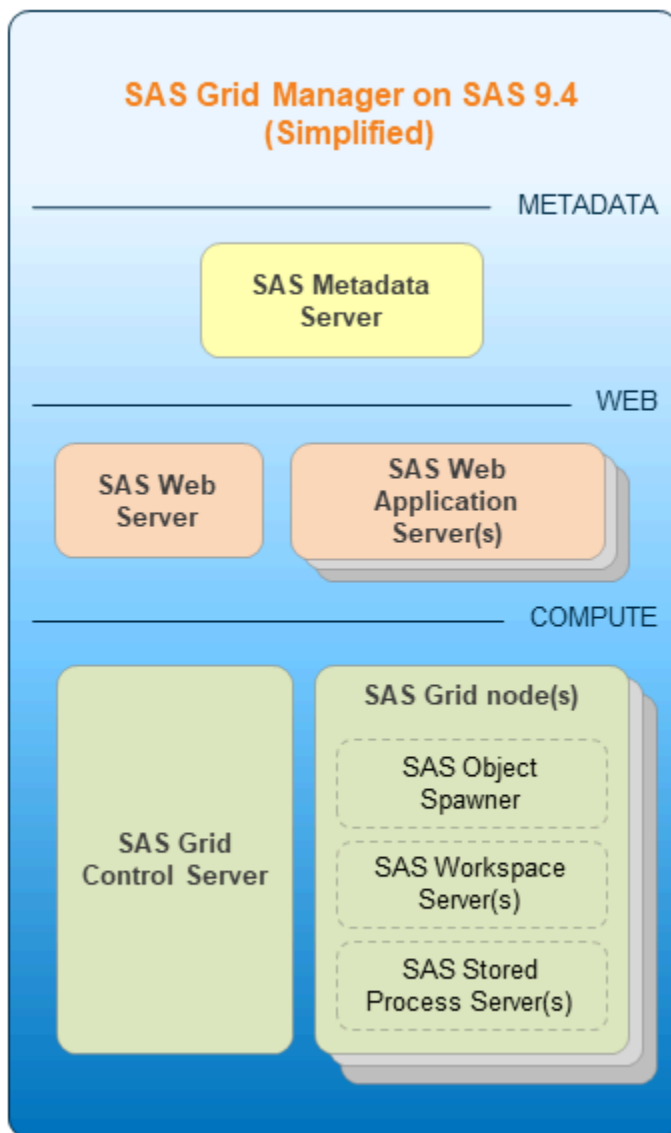 SAS Grid Manager on SAS 9.4
(Simplified)
METADATA
SAS Metadata
Server
WEB
SAS Web
Server
SAS Web
Application
Server(s)
COMPUTE
SAS Grid
Control Server
SAS Grid node(s)
SAS Object
Spawner
SAS Workspace
Server(s)
SAS Stored
Process Server(s)